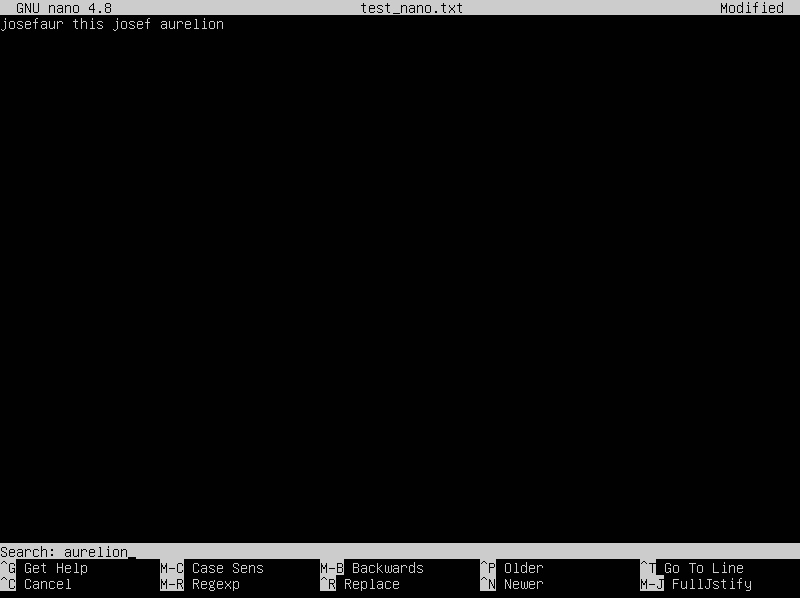 GNU nano 4.8 test_nano.txt Modified
josefaur this josef aurelion
Search: aurelion
^G Get Help M-C Case Sens M-B Backwards ^P Older ^T Go To Line
^C Cancel M-R Regexp ^R Replace ^N Newer M-J FullJstify